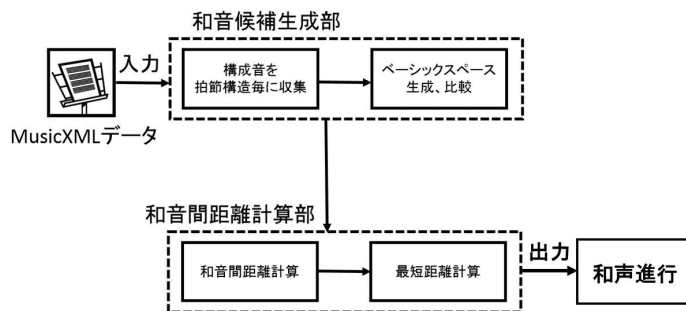 和音候補生成部
入力
構成音を
拍節構造毎に収集
ベーシックスペース
生成、比較
MusicXMLデータ
和音間距離計算部
和音間距離計算
最短距離計算
出力
和声進行